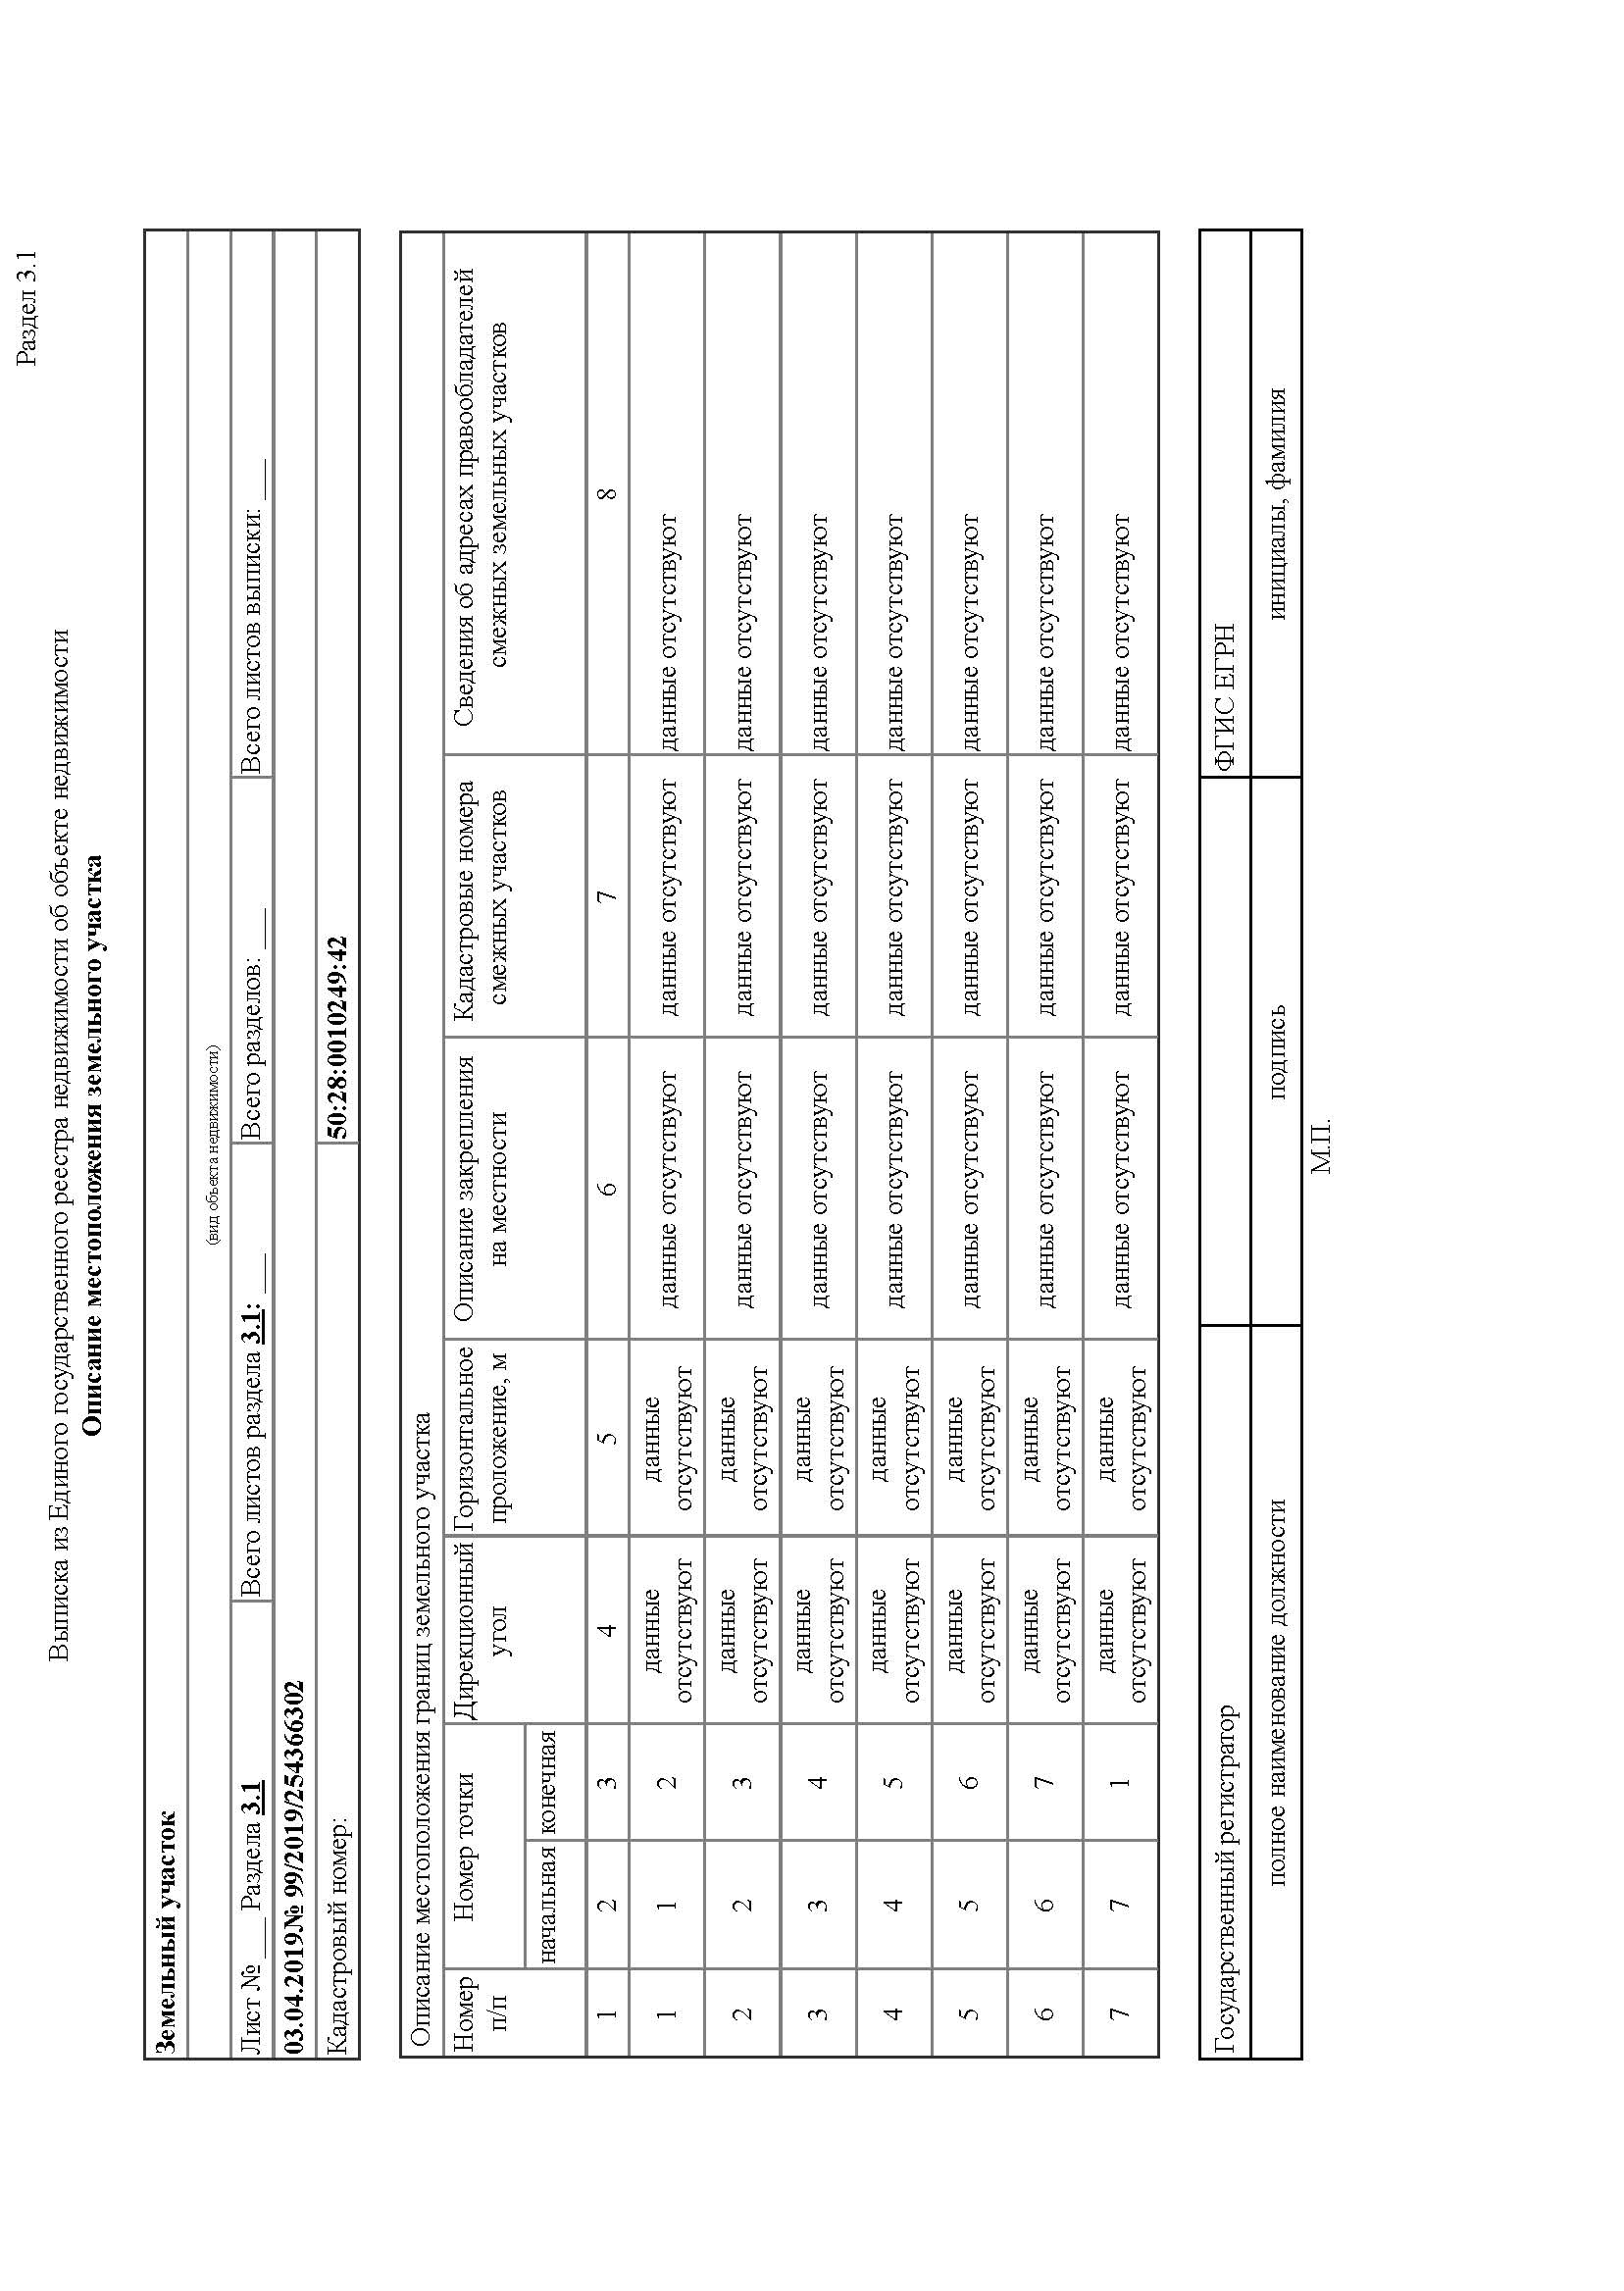 Раздел 3.1
Выписка из Единого государственного реестра недвижимости об объекте недвижимости
Описание местоположения земельного участка
Земельный участок
(вид объекта недвижимости)
Лист № ___ Раздела 3.1 Всего листов раздела 3.1: ___ Всего разделов: ___ Всего листов выписки: ___
03.04.2019№ 99/2019/254366302
Кадастровый номер: 50:28:0010249:42
Описание местоположения границ земельного участка
Номер п/п Номер точки Дирекционный угол Горизонтальное проложение, м Описание закрепления на местности Кадастровые номера смежных участков Сведения об адресах правообладателей смежных земельных участков
начальная конечная
1 2 3 4 5 6 7 8
1 1 2 данные отсутствуют данные отсутствуют данные отсутствуют данные отсутствуют данные отсутствуют
2 2 3 данные отсутствуют данные отсутствуют данные отсутствуют данные отсутствуют данные отсутствуют
3 3 4 данные отсутствуют данные отсутствуют данные отсутствуют данные отсутствуют данные отсутствуют
4 4 5 данные отсутствуют данные отсутствуют данные отсутствуют данные отсутствуют данные отсутствуют
5 5 6 данные отсутствуют данные отсутствуют данные отсутствуют данные отсутствуют данные отсутствуют
6 6 7 данные отсутствуют данные отсутствуют данные отсутствуют данные отсутствуют данные отсутствуют
7 7 1 данные отсутствуют данные отсутствуют данные отсутствуют данные отсутствуют данные отсутствуют
Государственный регистратор ФГИС ЕГРН
полное наименование должности подпись инициалы, фамилия
М.П.